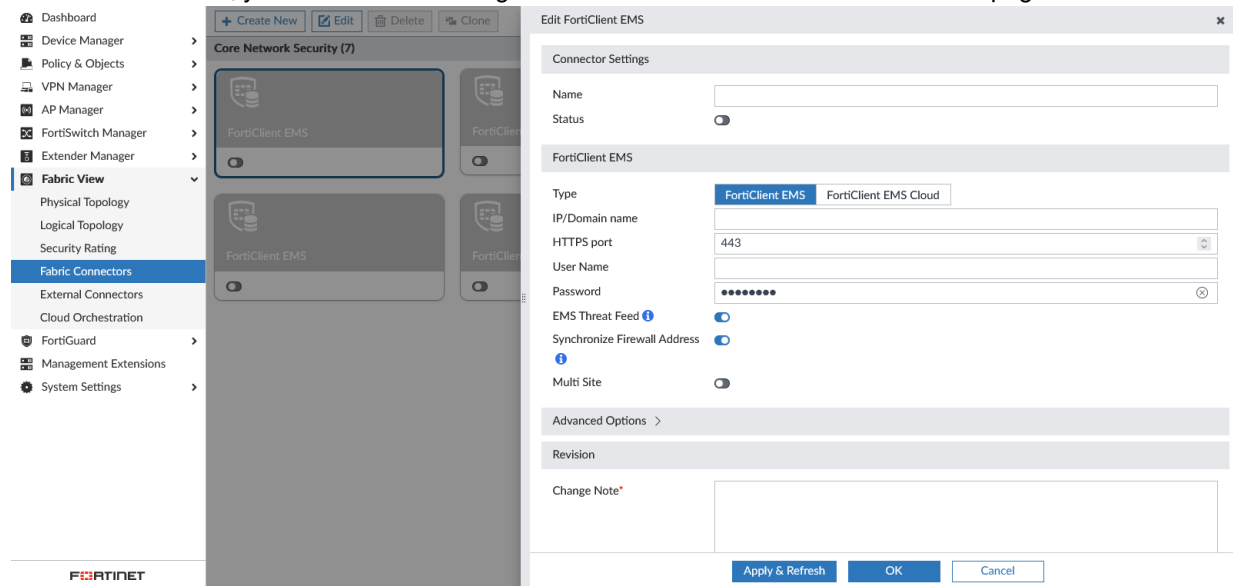 Dashboard
Device Manager
Policy & Objects
VPN Manager
AP Manager
FortiSwitch Manager
Extender Manager
Fabric View
Physical Topology
Logical Topology
Security Rating
Fabric Connectors
External Connectors
Cloud Orchestration
FortiGuard
Management Extensions
System Settings
FORTINET
+ Create New Edit Delete Clone
Core Network Security (7)
FortiClient EMS
FortiClien
FortiClient EMS
FortiClien
Edit FortiClient EMS
Connector Settings
Name
Status
FortiClient EMS
Type FortiClient EMS FortiClient EMS Cloud
IP/Domain name
HTTPS port 443
User Name
Password ••••••••
EMS Threat Feed
Synchronize Firewall Address
Multi Site
Advanced Options >
Revision
Change Note*
Apply & Refresh OK Cancel